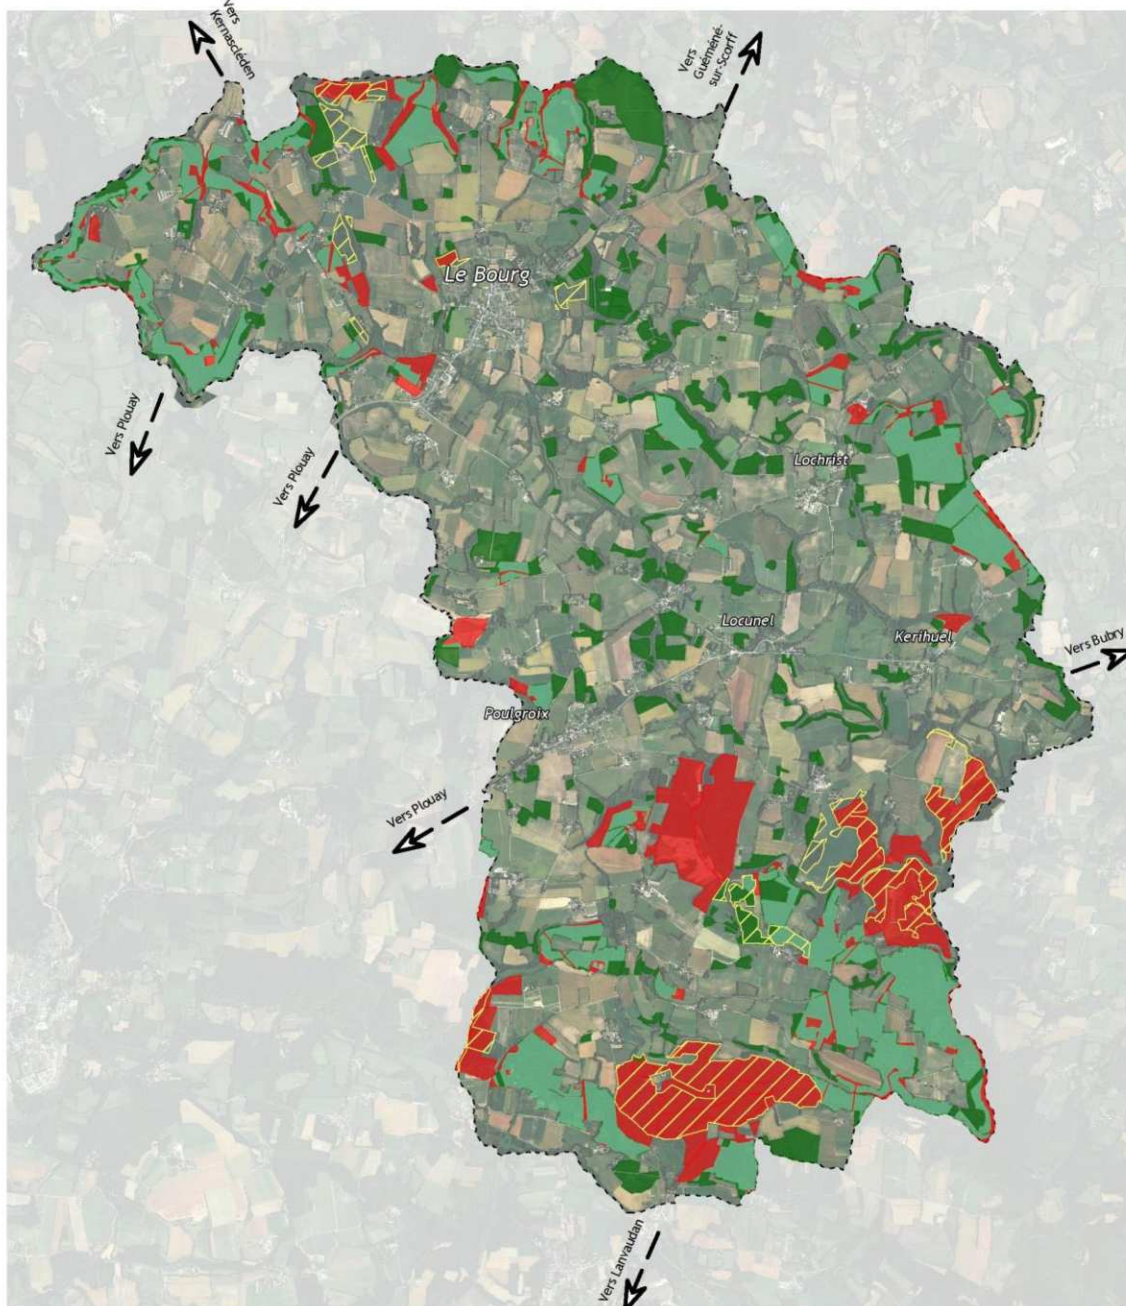 Vers
Kernascléden
Vers
Guéméné-
sur-Scorff
Le Bourg
Vers Plouay
Vers Plouay
Lochrist
Locunel
Kerihuel
Vers Bubry
Poulgroix
Vers Plouay
Vers Lanvaudan